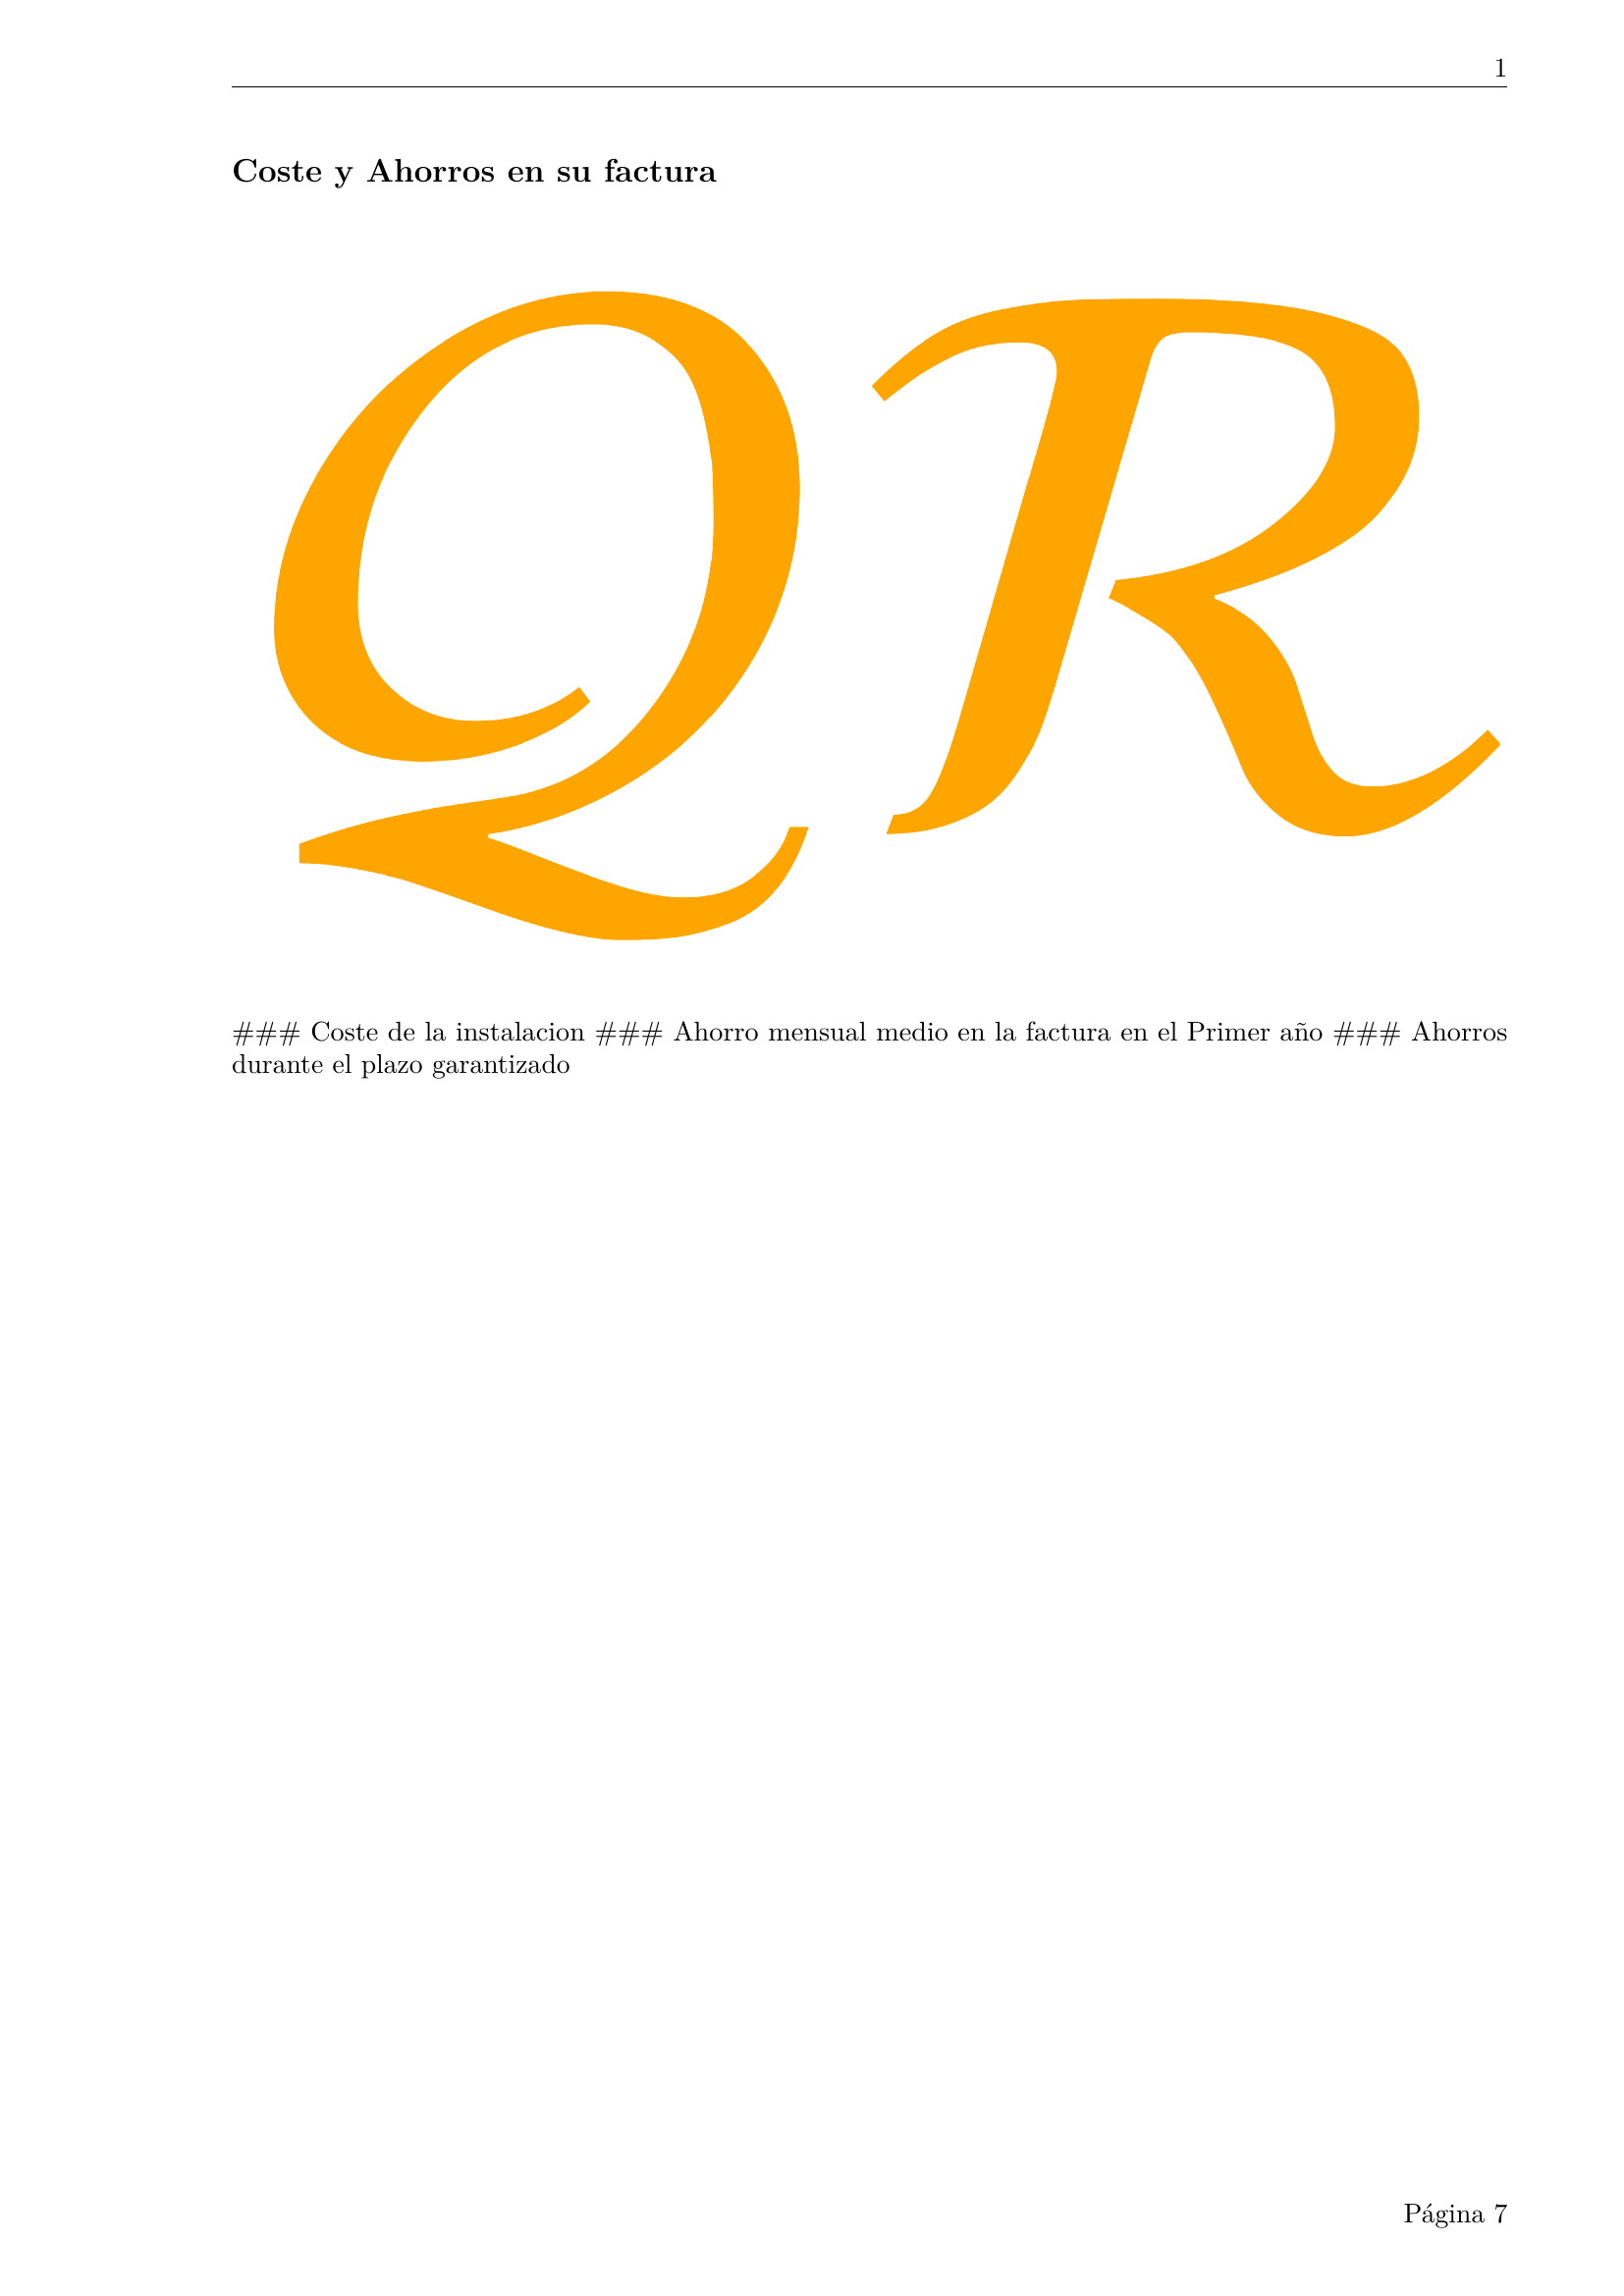 1
Coste y Ahorros en su factura
QR
### Coste de la instalacion ### Ahorro mensual medio en la factura en el Primer año ### Ahorros
durante el plazo garantizado
Página 7